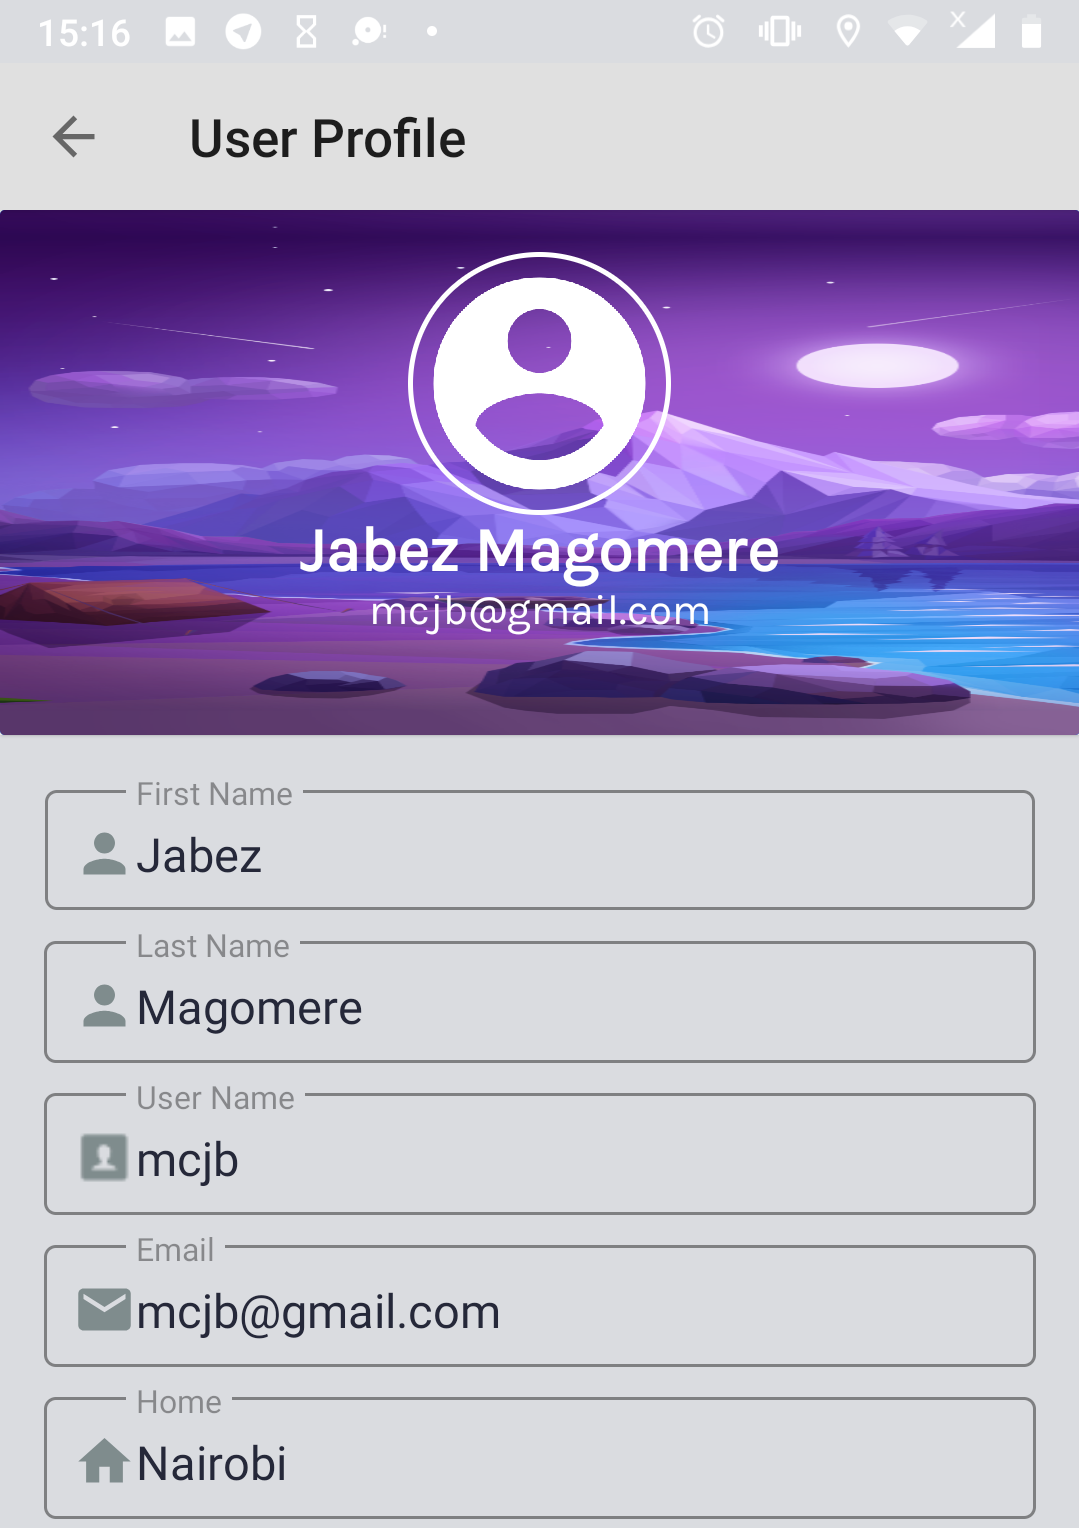 15:16
User Profile
Jabez Magomere
mcjb@gmail.com
First Name
Jabez
Last Name
Magomere
User Name
mcjb
Email
mcjb@gmail.com
Home
Nairobi